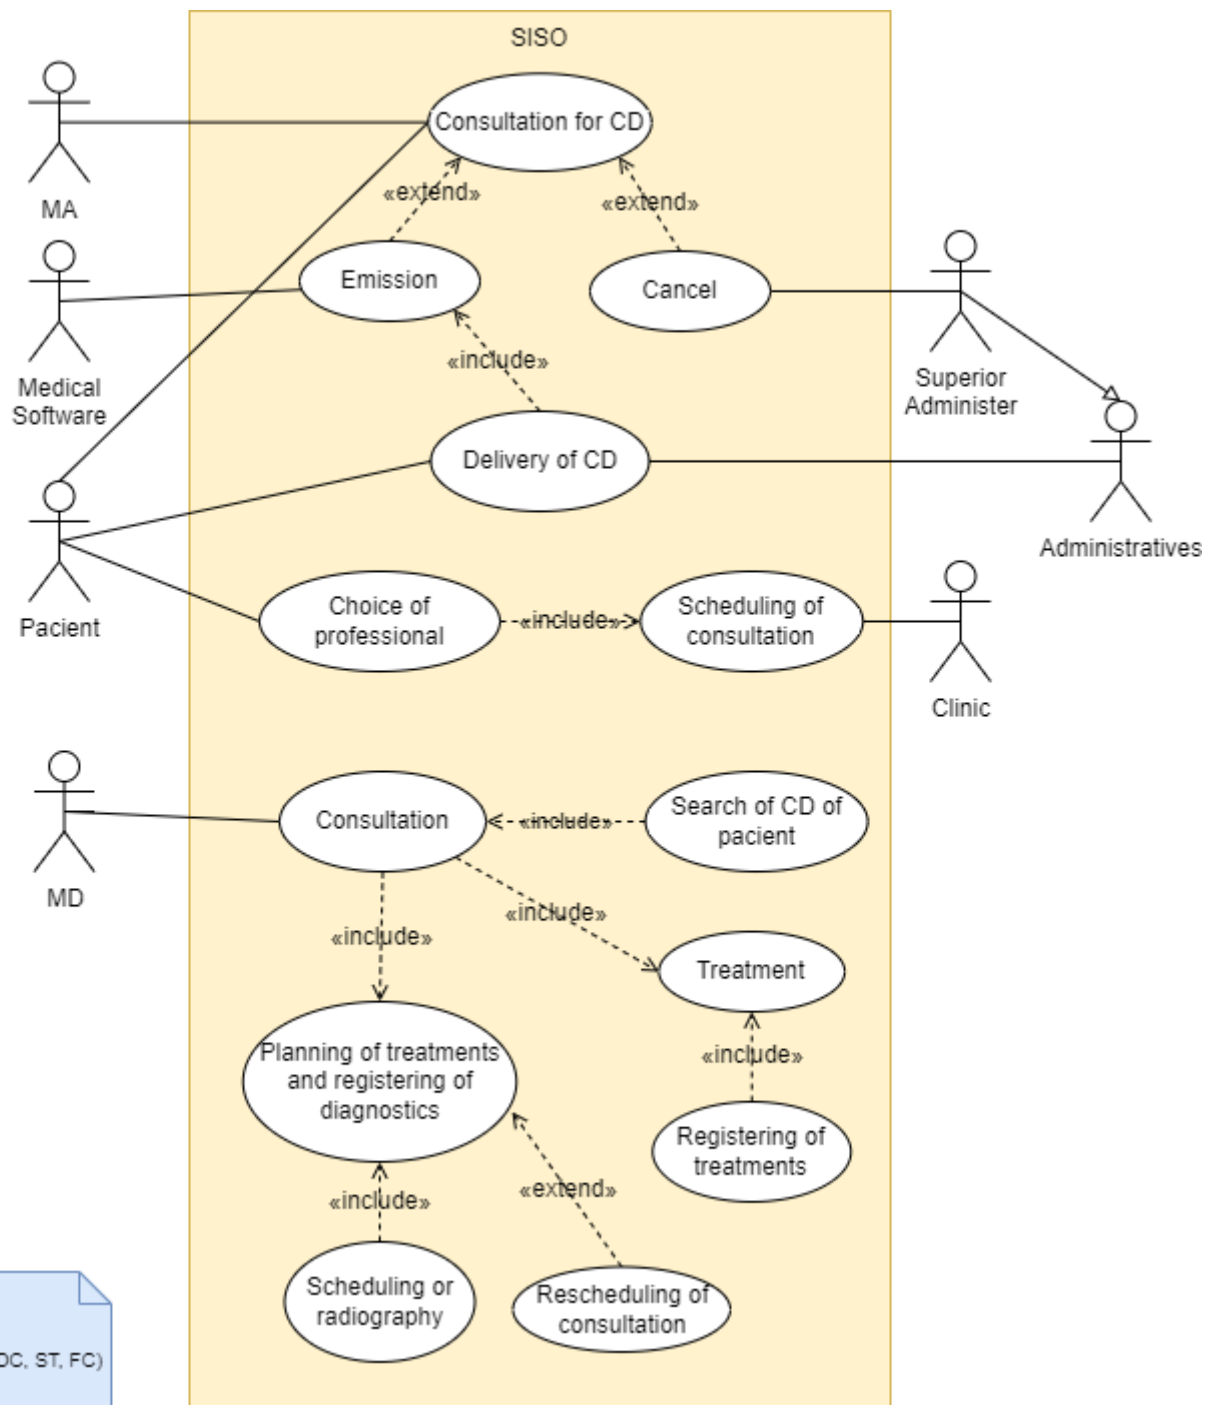 SISO
Consultation for CD
MA
«extend»
«extend»
Emission
Cancel
Medical
Software
Superior
Administer
«include»
Delivery of CD
Administratives
Pacient
Choice of
professional
«include»
Scheduling of
consultation
Clinic
Consultation
«include»
Search of CD of
pacient
MD
«include»
«include»
Treatment
Planning of treatments
and registering of
diagnostics
«include»
Registering of
treatments
«include»
«extend»
Scheduling or
radiography
Rescheduling of
consultation
ST, FC)